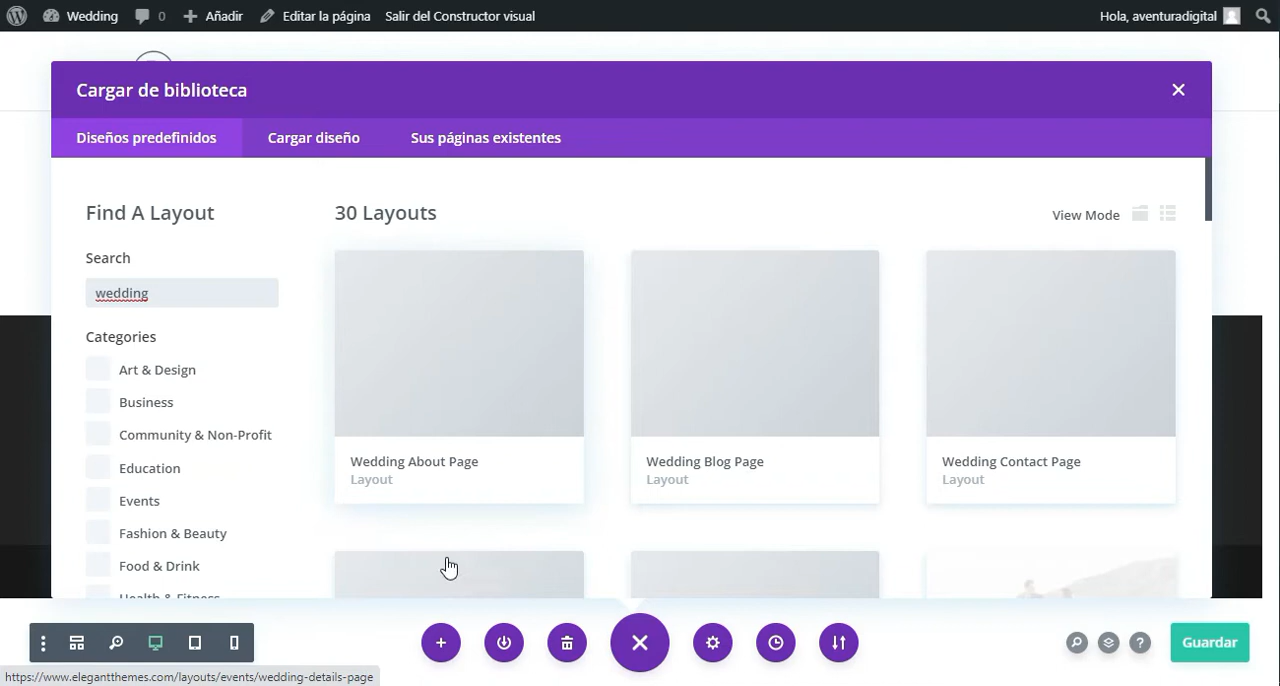 Wedding 0 Añadir Editar la página Salir del Constructor visual Hola, aventuradigital
Cargar de biblioteca
Diseños predefinidos Cargar diseño Sus páginas existentes
Find A Layout
30 Layouts
View Mode
Search
wedding
Categories
Art & Design
Business
Community & Non-Profit
Education
Events
Fashion & Beauty
Food & Drink
Health & Fitness
Wedding About Page
Layout
Wedding Blog Page
Layout
Wedding Contact Page
Layout
Guardar
https://www.elegantthemes.com/layouts/events/wedding-details-page